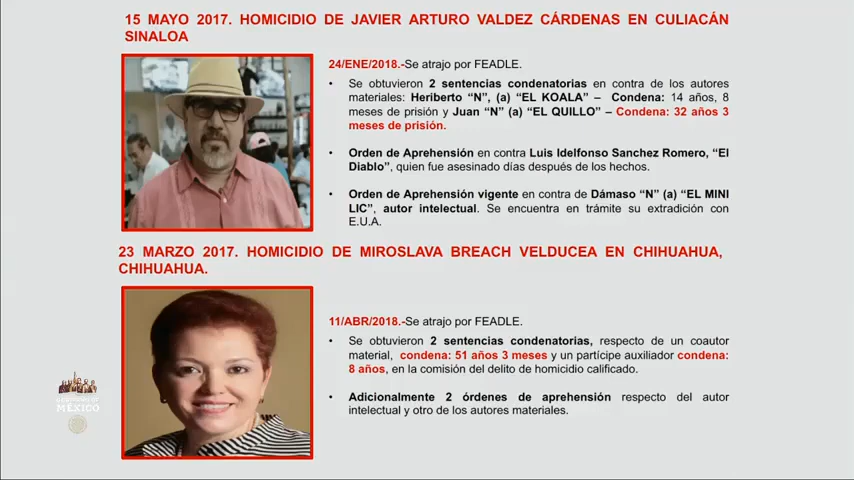 15 MAYO 2017. HOMICIDIO DE JAVIER ARTURO VALDEZ CÁRDENAS EN CULIACÁN
SINALOA
24/ENE/2018.-Se atrajo por FEADLE.
• Se obtuvieron 2 sentencias condenatorias en contra de los autores
materiales: Heriberto “N”, (a) “EL KOALA” – Condena: 14 años, 8
meses de prisión y Juan “N” (a) “EL QUILLO” – Condena: 32 años 3
meses de prisión.
• Orden de Aprehensión en contra Luis Idelfonso Sanchez Romero, “El
Diablo”, quien fue asesinado días después de los hechos.
• Orden de Aprehensión vigente en contra de Dámaso “N” (a) “EL MINI
LIC”, autor intelectual. Se encuentra en trámite su extradición con
E.U.A.
23 MARZO 2017. HOMICIDIO DE MIROSLAVA BREACH VELDUCEA EN CHIHUAHUA,
CHIHUAHUA.
11/ABR/2018.-Se atrajo por FEADLE.
• Se obtuvieron 2 sentencias condenatorias, respecto de un coautor
material, condena: 51 años 3 meses y un partícipe auxiliador condena:
8 años, en la comisión del delito de homicidio calificado.
• Adicionalmente 2 órdenes de aprehensión respecto del autor
intelectual y otro de los autores materiales.
MÉXICO